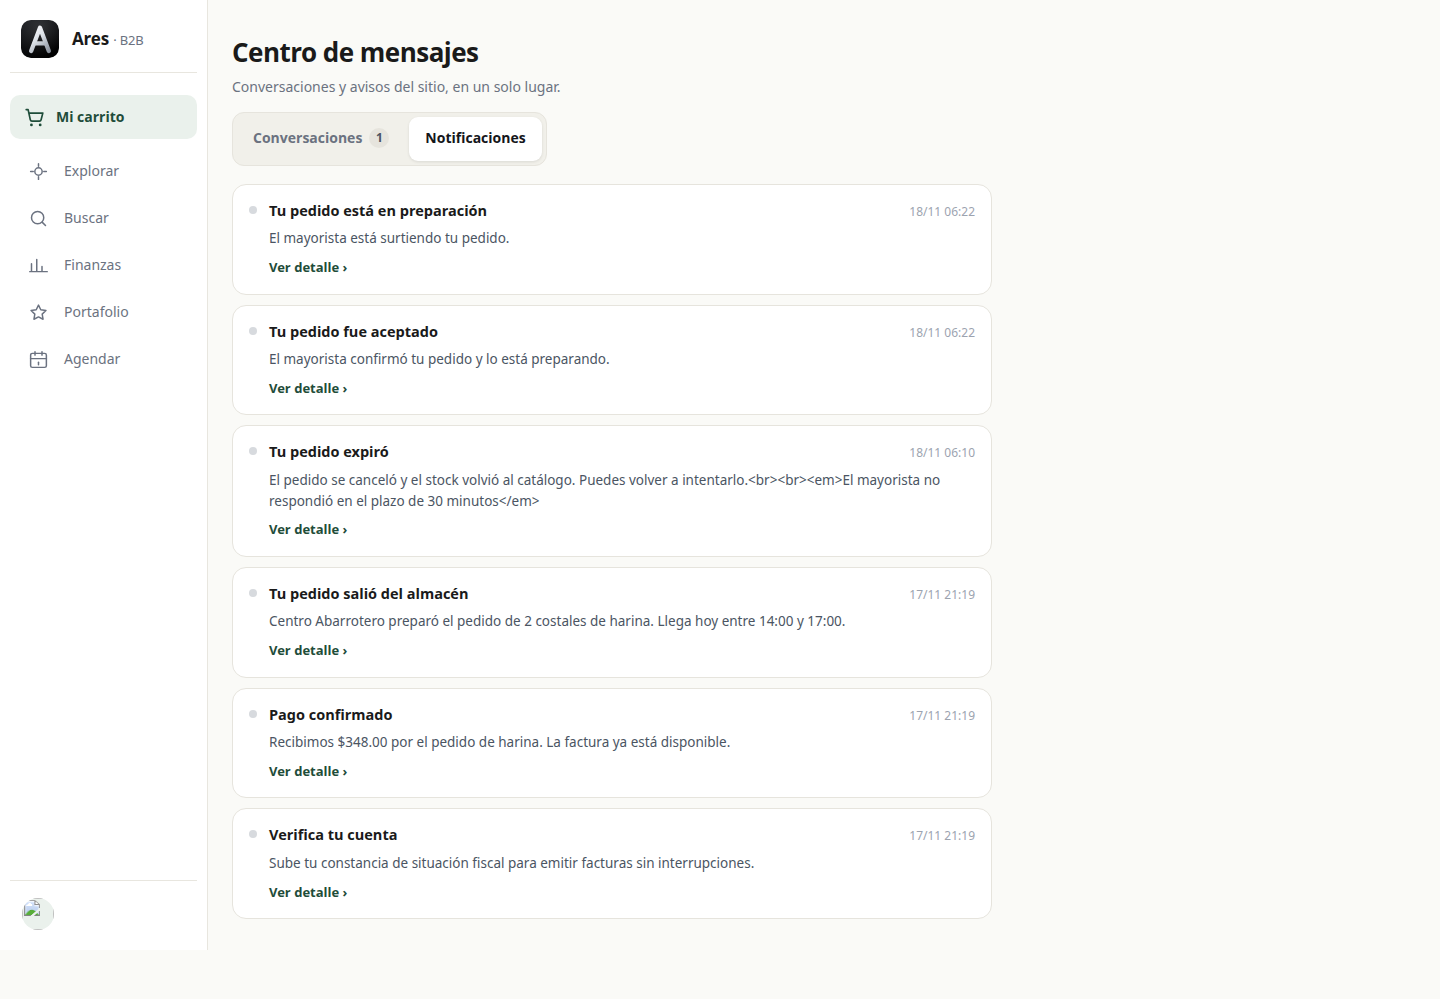 Ares · B2B
Mi carrito
Explorar
Buscar
Finanzas
Portafolio
Agendar
Centro de mensajes
Conversaciones y avisos del sitio, en un solo lugar.
Conversaciones 1
Notificaciones
Tu pedido está en preparación
18/11 06:22
El mayorista está surtiendo tu pedido.
Ver detalle ›
Tu pedido fue aceptado
18/11 06:22
El mayorista confirmó tu pedido y lo está preparando.
Ver detalle ›
Tu pedido expiró
18/11 06:10
El pedido se canceló y el stock volvió al catálogo. Puedes volver a intentarlo.<br><br><em>El mayorista no
respondió en el plazo de 30 minutos</em>
Ver detalle ›
Tu pedido salió del almacén
17/11 21:19
Centro Abarrotero preparó el pedido de 2 costales de harina. Llega hoy entre 14:00 y 17:00.
Ver detalle ›
Pago confirmado
17/11 21:19
Recibimos $348.00 por el pedido de harina. La factura ya está disponible.
Ver detalle ›
Verifica tu cuenta
17/11 21:19
Sube tu constancia de situación fiscal para emitir facturas sin interrupciones.
Ver detalle ›